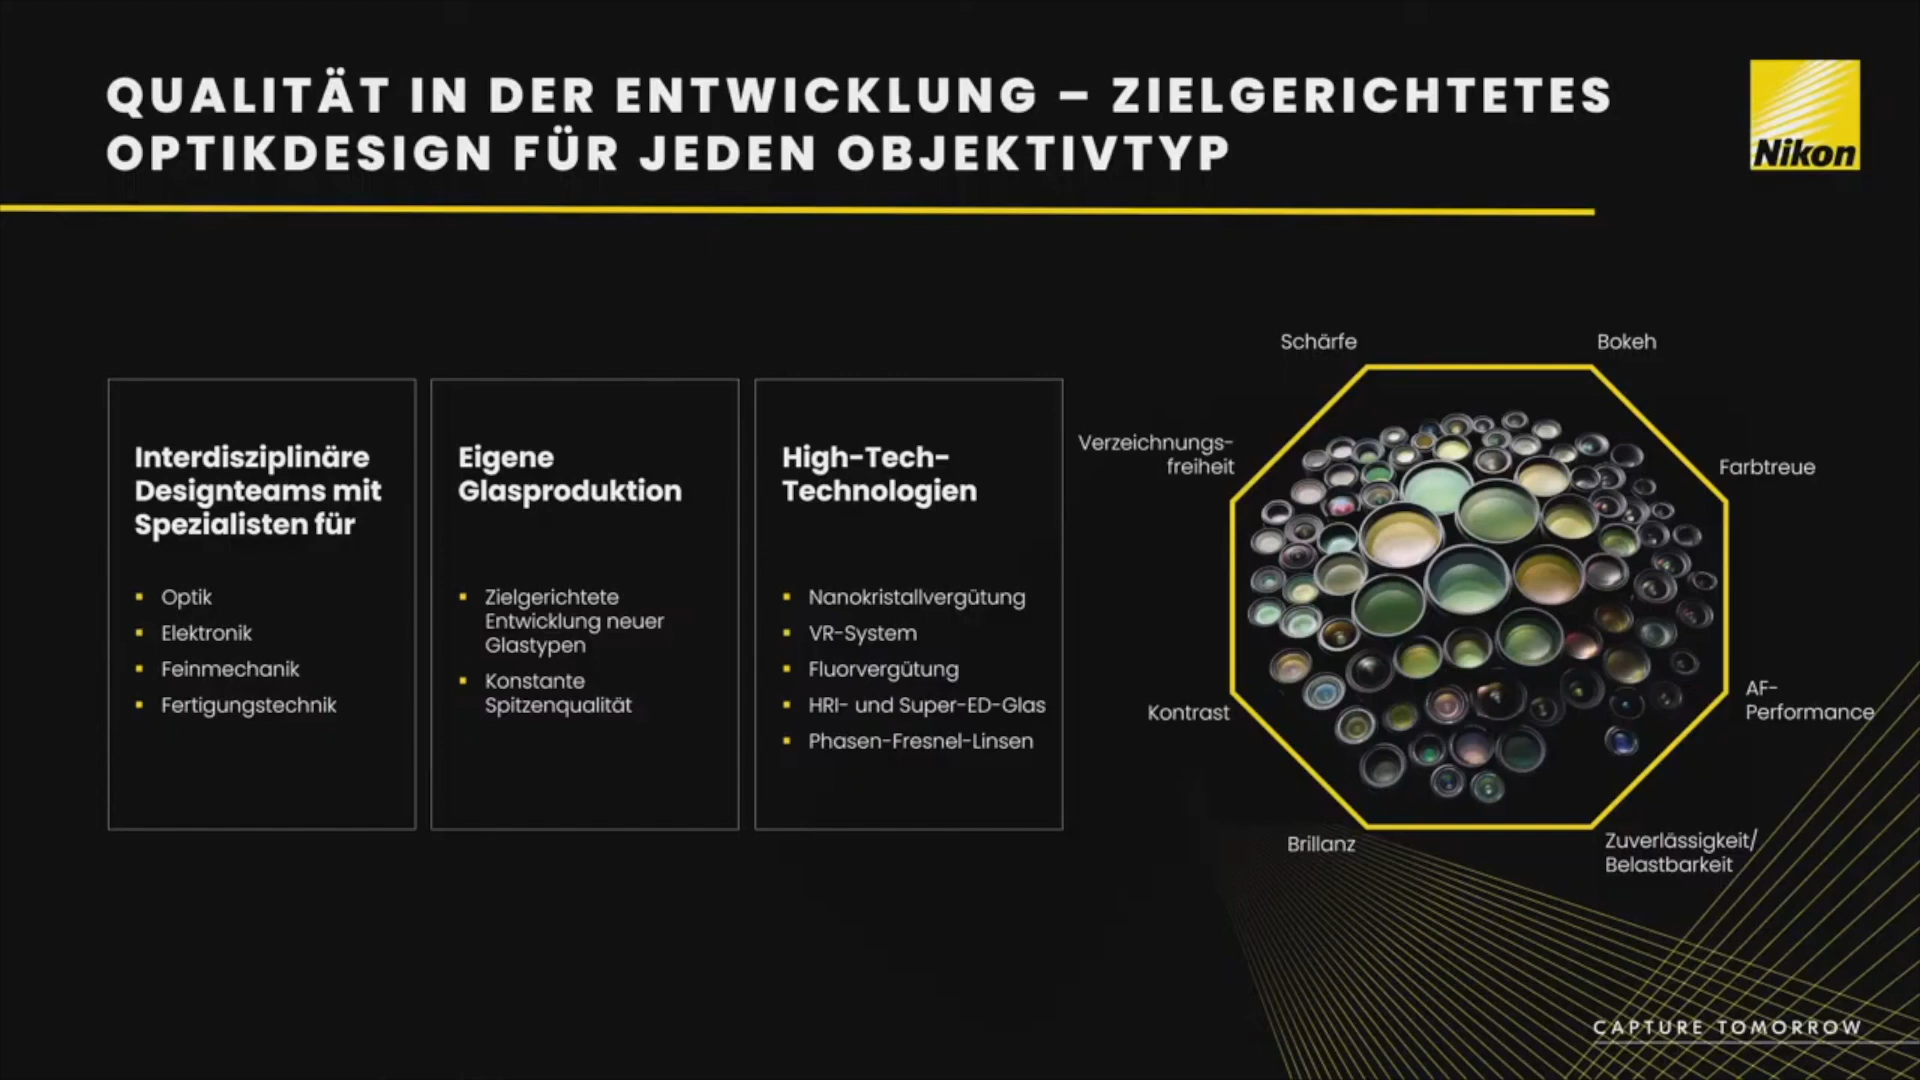 QUALITÄT IN DER ENTWICKLUNG – ZIELGERICHTETES
OPTIKDESIGN FÜR JEDEN OBJEKTIVTYP
Nikon
Interdisziplinäre
Designteams mit
Spezialisten für
Optik
Elektronik
Feinmechanik
Fertigungstechnik
Eigene
Glasproduktion
Zielgerichtete
Entwicklung neuer
Glastypen
Konstante
Spitzenqualität
High-Tech-
Technologien
Nanokristallvergütung
VR-System
Fluorvergütung
HRI- und Super-ED-Glas
Phasen-Fresnel-Linsen
Schärfe
Bokeh
Verzeichnungs-
freiheit
Farbtreue
Kontrast
AF-
Performance
Brillanz
Zuverlässigkeit/
Belastbarkeit
CAPTURE TOMORROW